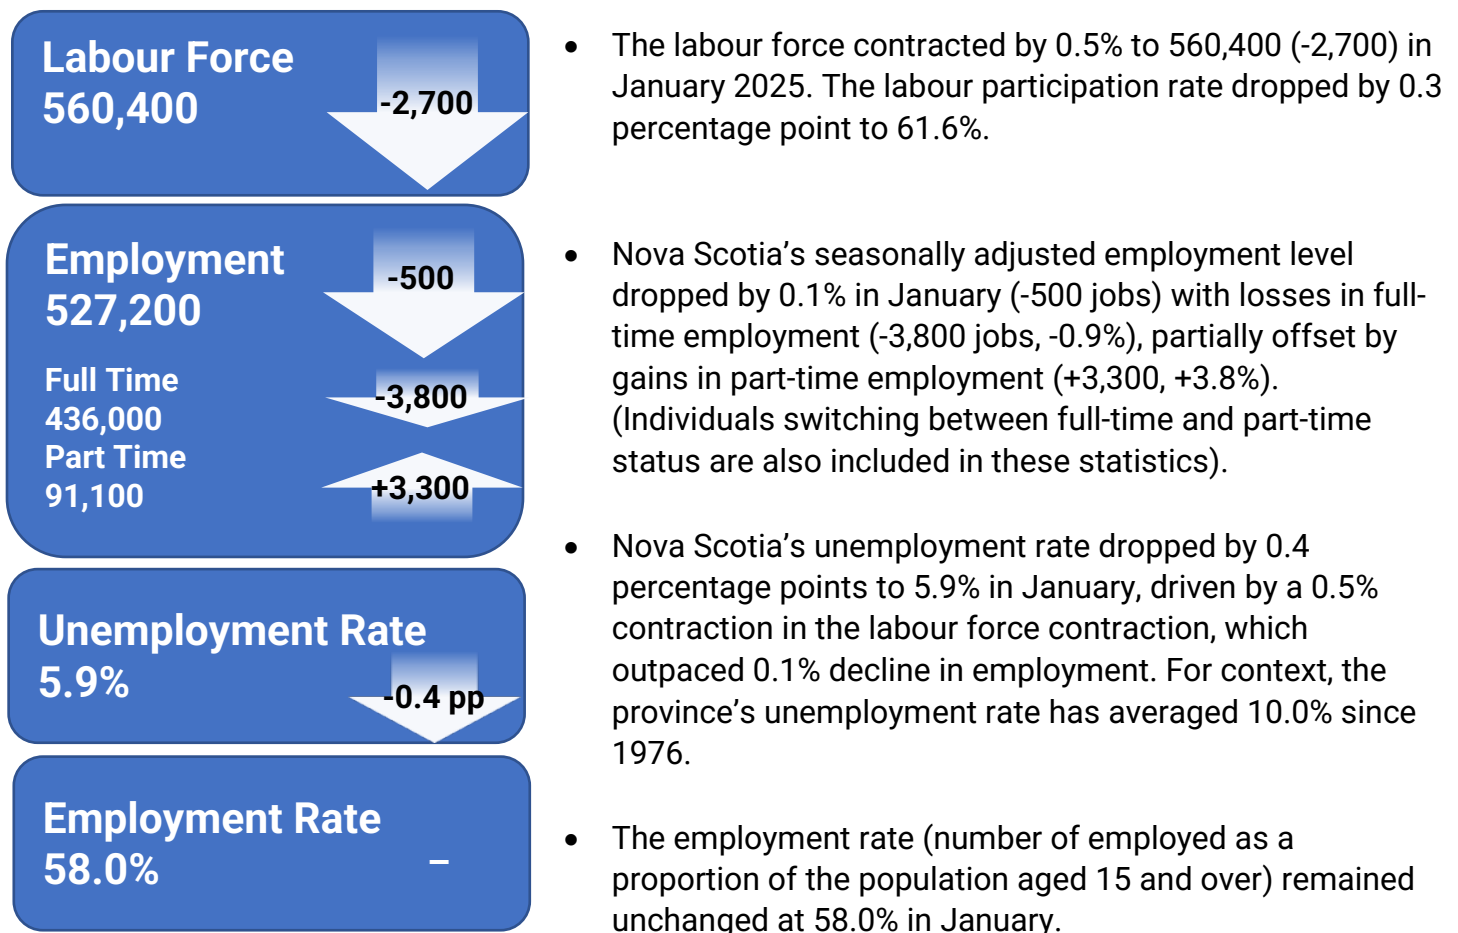 Labour Force
560,400
-2,700
• The labour force contracted by 0.5% to 560,400 (-2,700) in
January 2025. The labour participation rate dropped by 0.3
percentage point to 61.6%.
Employment
527,200
-500
Full Time
436,000
-3,800
Part Time
91,100
+3,300
• Nova Scotia’s seasonally adjusted employment level
dropped by 0.1% in January (-500 jobs) with losses in full-
time employment (-3,800 jobs, -0.9%), partially offset by
gains in part-time employment (+3,300, +3.8%).
(Individuals switching between full-time and part-time
status are also included in these statistics).
Unemployment Rate
5.9%
-0.4 pp
• Nova Scotia’s unemployment rate dropped by 0.4
percentage points to 5.9% in January, driven by a 0.5%
contraction in the labour force contraction, which
outpaced 0.1% decline in employment. For context, the
province’s unemployment rate has averaged 10.0% since
1976.
Employment Rate
58.0%
–
• The employment rate (number of employed as a
proportion of the population aged 15 and over) remained
unchanged at 58.0% in January.